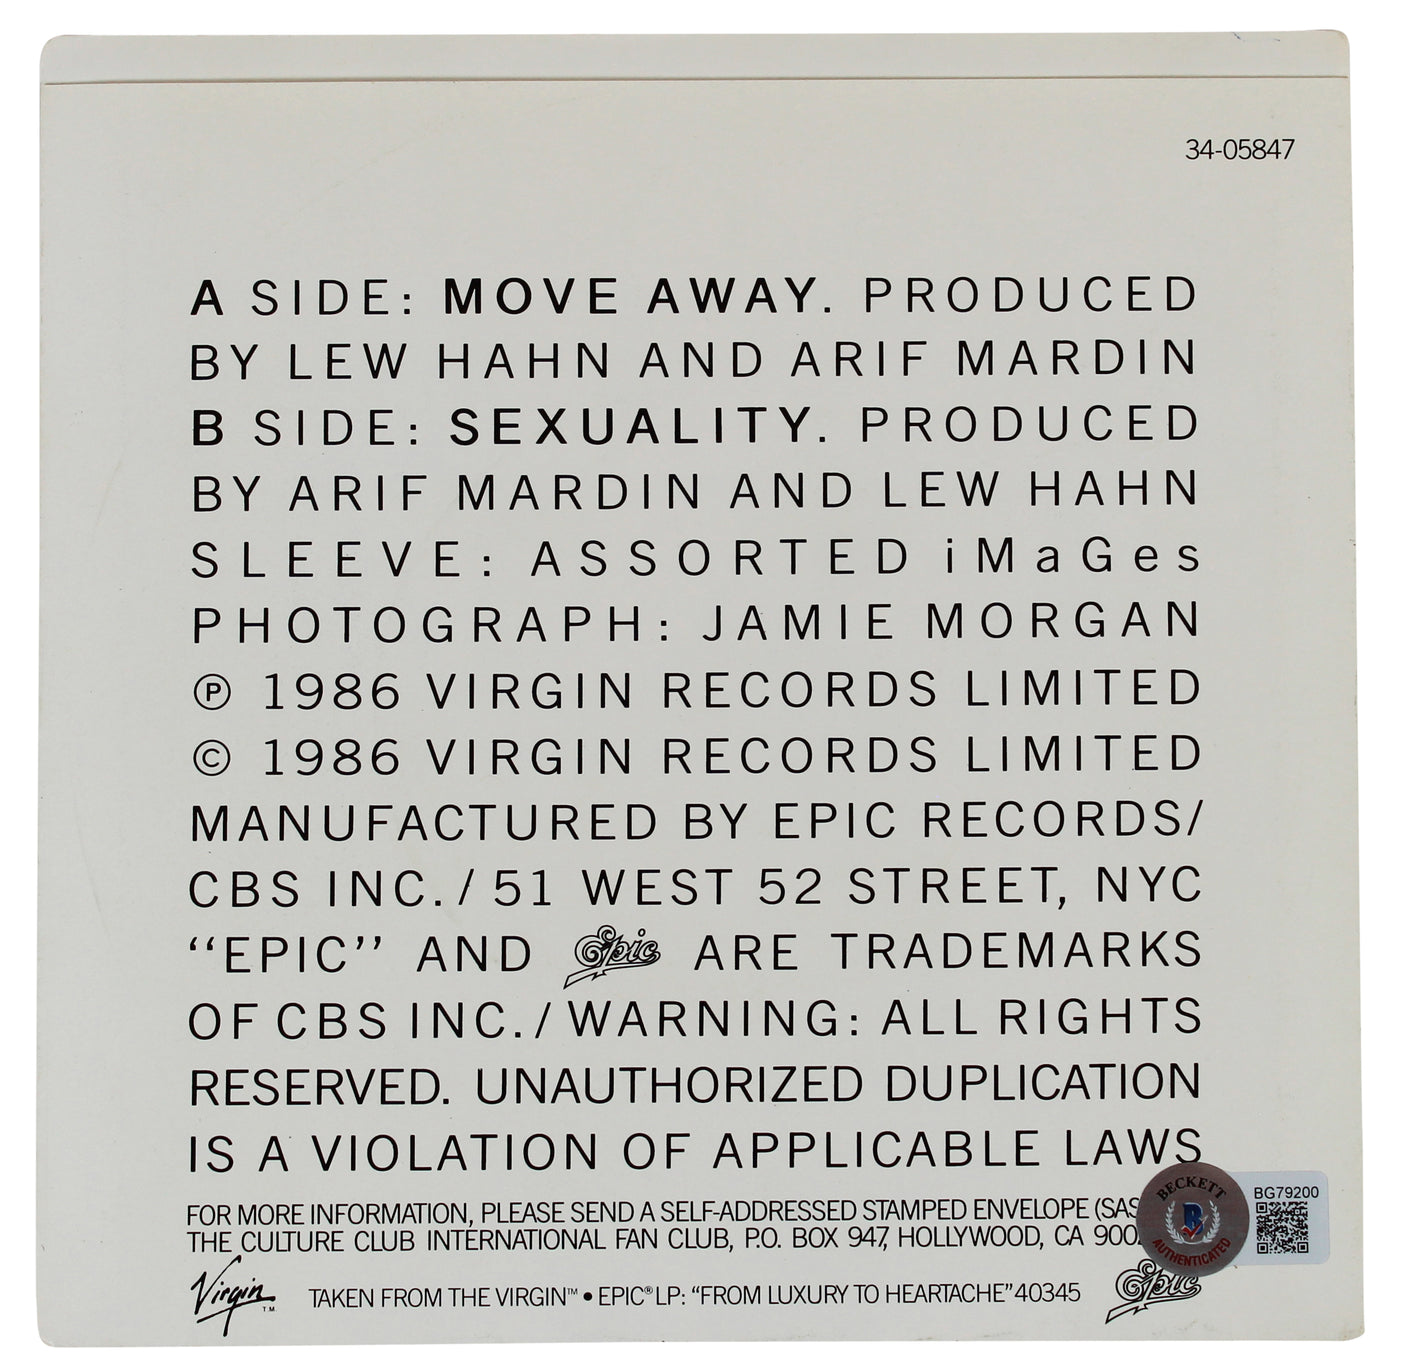 34-05847
A SIDE: MOVE AWAY. PRODUCED
BY LEW HAHN AND ARIF MARDIN
B SIDE: SEXUALITY. PRODUCED
BY ARIF MARDIN AND LEW HAHN
SLEEVE: ASSORTED iMaGes
PHOTOGRAPH: JAMIE MORGAN
Ⓟ 1986 VIRGIN RECORDS LIMITED
© 1986 VIRGIN RECORDS LIMITED
MANUFACTURED BY EPIC RECORDS/
CBS INC./51 WEST 52 STREET, NYC
“EPIC” AND Epic ARE TRADEMARKS
OF CBS INC./WARNING: ALL RIGHTS
RESERVED. UNAUTHORIZED DUPLICATION
IS A VIOLATION OF APPLICABLE LAWS
FOR MORE INFORMATION, PLEASE SEND A SELF-ADDRESSED STAMPED ENVELOPE
THE CULTURE CLUB INTERNATIONAL FAN CLUB, P.O. BOX 947, HOLLYWOOD, CA
BECKETT
B
AUTHENTICATED
BG79200
Virgin T.M.
TAKEN FROM THE VIRGIN™ • EPIC® LP: “FROM LUXURY TO HEARTACHE” 40345
Epic